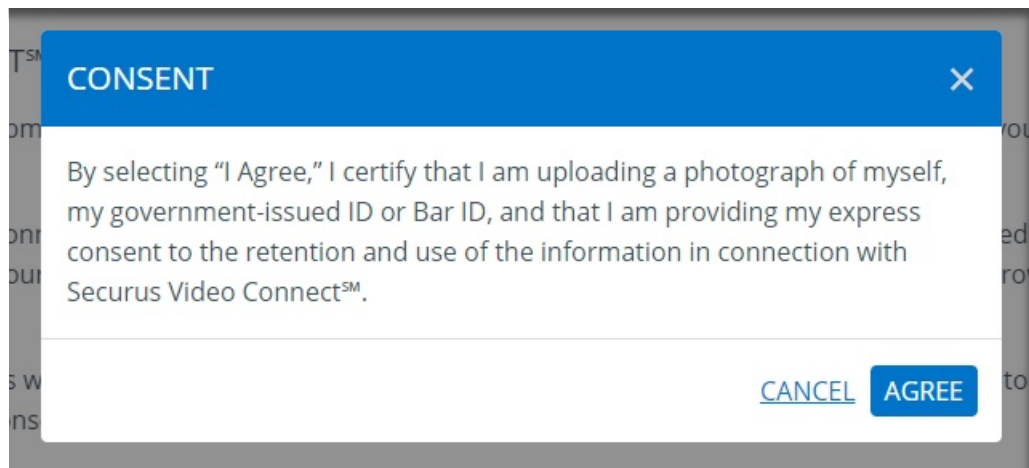 CONSENT ×
By selecting “I Agree,” I certify that I am uploading a photograph of myself,
my government-issued ID or Bar ID, and that I am providing my express
consent to the retention and use of the information in connection with
Securus Video Connect℠.
CANCEL AGREE